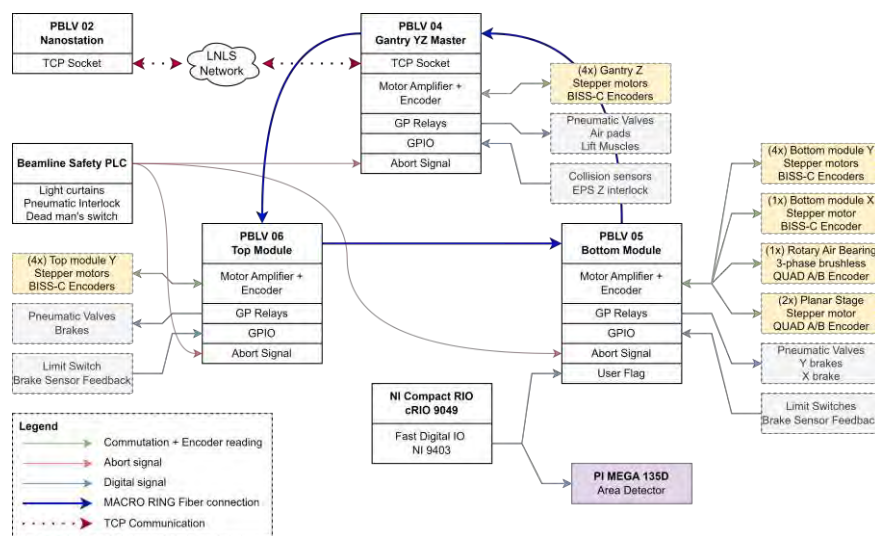 PBLV 02
Nanostation
TCP Socket
LNLS
Network
PBLV 04
Gantry YZ Master
TCP Socket
Motor Amplifier +
Encoder
GP Relays
GPIO
Abort Signal
(4x) Gantry Z
Stepper motors
BISS-C Encoders
Pneumatic Valves
Air pads
Lift Muscles
Collision sensors
EPS Z interlock
Beamline Safety PLC
Light curtains
Pneumatic Interlock
Dead man's switch
(4x) Top module Y
Stepper motors
BISS-C Encoders
Pneumatic Valves
Brakes
Limit Switch
Brake Sensor Feedback
PBLV 06
Top Module
Motor Amplifier +
Encoder
GP Relays
GPIO
Abort Signal
PBLV 05
Bottom Module
Motor Amplifier +
Encoder
GP Relays
GPIO
Abort Signal
User Flag
(4x) Bottom module Y
Stepper motors
BISS-C Encoders
(1x) Bottom module X
Stepper motor
BISS-C Encoder
(1x) Rotary Air Bearing
3-phase brushless
QUAD A/B Encoder
(2x) Planar Stage
Stepper motor
QUAD A/B Encoder
Pneumatic Valves
Y brakes
X brake
Limit Switches
Brake Sensor Feedback
NI Compact RIO
cRIO 9049
Fast Digital IO
NI 9403
PI MEGA 135D
Area Detector
Legend
Commutation + Encoder reading
Abort signal
Digital signal
MACRO RING Fiber connection
TCP Communication